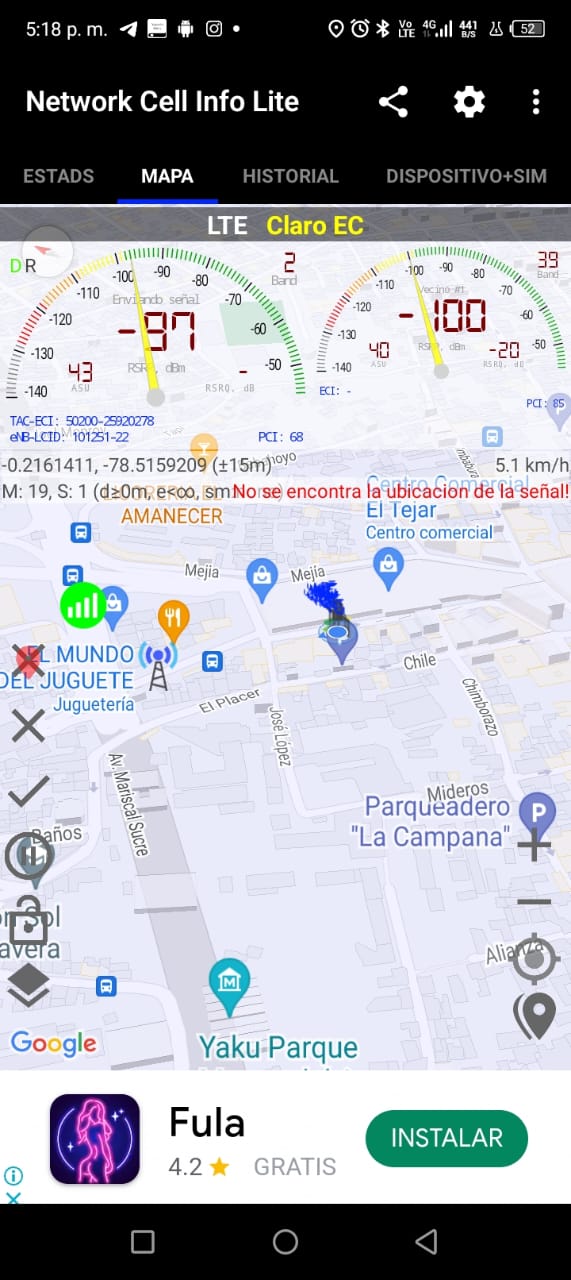 5:18 p. m.
Vo LTE 4G 441 B/S 52
Network Cell Info Lite
ESTADS MAPA HISTORIAL DISPOSITIVO+SIM
LTE Claro EC
D R
2
Band
39
Band
-140 -130 -120 -110 -100 -90 -80 -70 -60 -50
-140 -130 -120 -110 -100 -90 -80 -70 -60 -50
Enviando señal
Vecino #1
-97
-100
RSRP, dBm
RSRP, dBm
43
ASU
-
RSRQ, dB
40
ASU
-20
RSRQ, dB
ECI: -
PCI: 85
TAC-ECI: 50200-25920278
eNB-LCID: 101251-22
PCI: 68
-0.2161411, -78.5159209 (±15m)
5.1 km/h
M: 19, S: 1 (d≥0m, e<∞, sm:
No se encontra la ubicacion de la señal!
AMANECER
Centro Comercial
El Tejar
Centro comercial
Mejia
Mejía
EL MUNDO
DEL JUGUETE
Juguetería
Chile
El Placer
José López
Chimborazo
Av. Mariscal Sucre
Mideros
Parqueadero
"La Campana"
P
Baños
Alianza
M
Yaku Parque
Google
Fula
4.2 GRATIS
INSTALAR